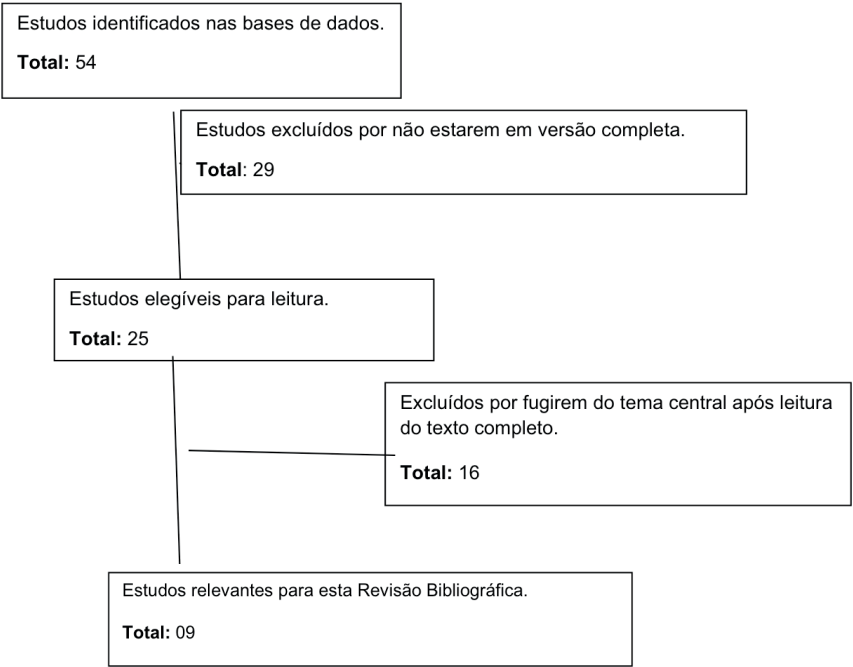 Estudos identificados nas bases de dados.
Total: 54
Estudos excluídos por não estarem em versão completa.
Total: 29
Estudos elegíveis para leitura.
Total: 25
Excluídos por fugirem do tema central após leitura
do texto completo.
Total: 16
Estudos relevantes para esta Revisão Bibliográfica.
Total: 09